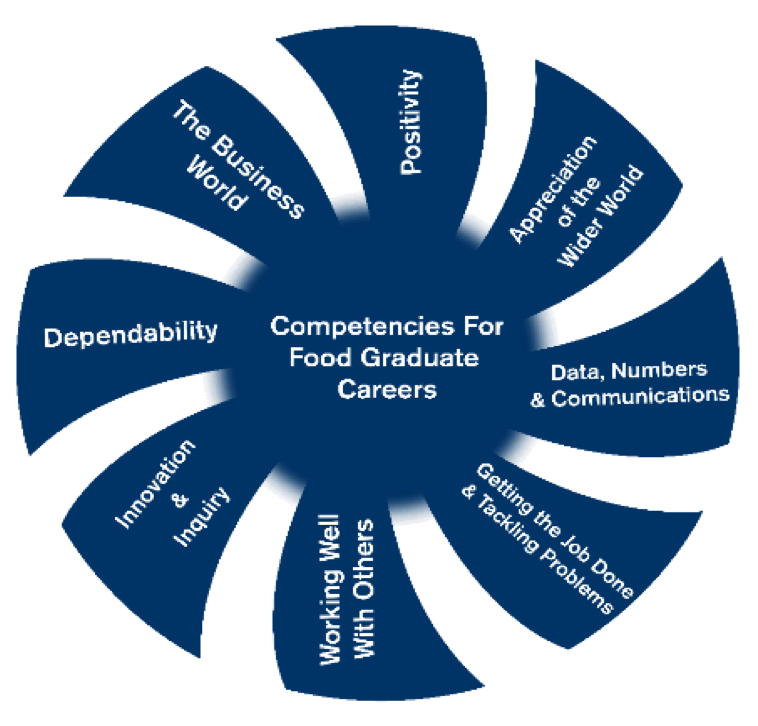 Competencies For
Food Graduate
Careers
Positivity
Appreciation
of the
Wider World
Data, Numbers
& Communications
Getting the Job Done
& Tackling Problems
Working Well
With Others
Innovation
&
Inquiry
Dependability
The Business
World